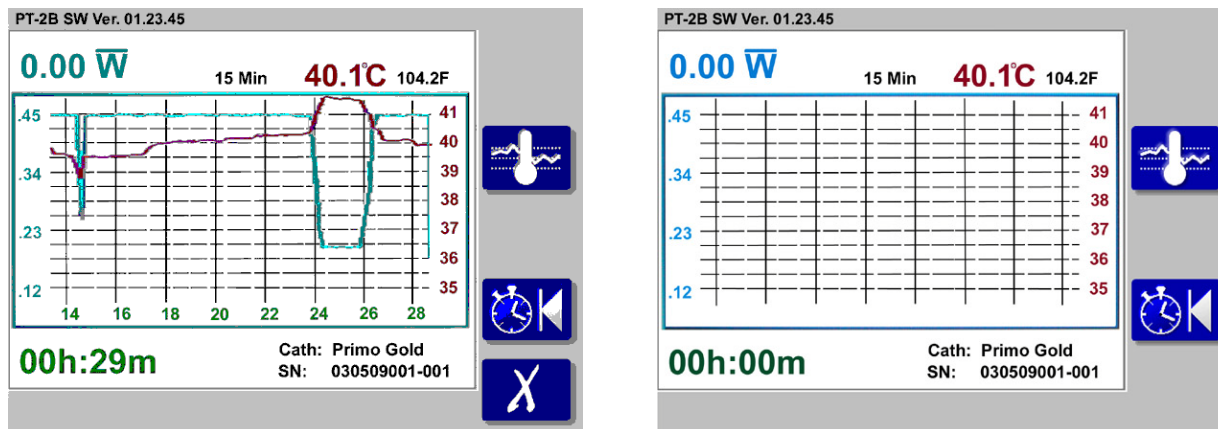 PT-2B SW Ver. 01.23.45
0.00 W
15 Min 40.1°C 104.2F
.45 41
40
.34 39
38
.23 37
36
.12 35
14 16 18 20 22 24 26 28
00h:29m
Cath: Primo Gold
SN: 030509001-001
PT-2B SW Ver. 01.23.45
0.00 W
15 Min 40.1°C 104.2F
.45 41
40
.34 39
38
.23 37
36
.12 35
00h:00m
Cath: Primo Gold
SN: 030509001-001